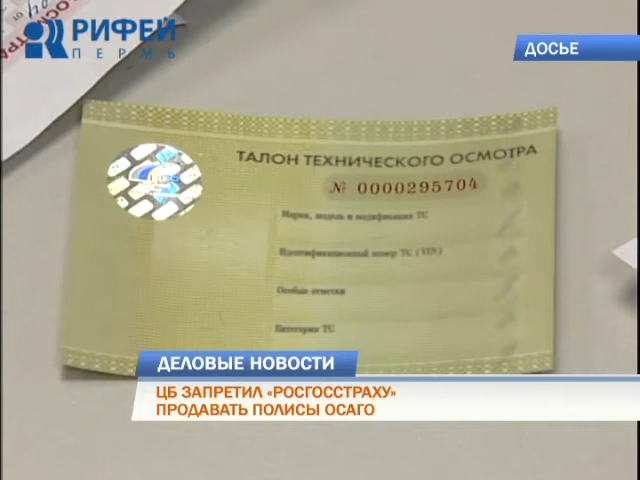 РИФЕЙ
ПЕРМЬ
ДОСЬЕ
ТАЛОН ТЕХНИЧЕСКОГО ОСМОТРА
№ 0000295704
Марка, модель и модификация ТС
Идентификационный номер ТС (VIN)
Особые отметки
Категория ТС
ДЕЛОВЫЕ НОВОСТИ
ЦБ ЗАПРЕТИЛ «РОСГОССТРАХУ»
ПРОДАВАТЬ ПОЛИСЫ ОСАГО